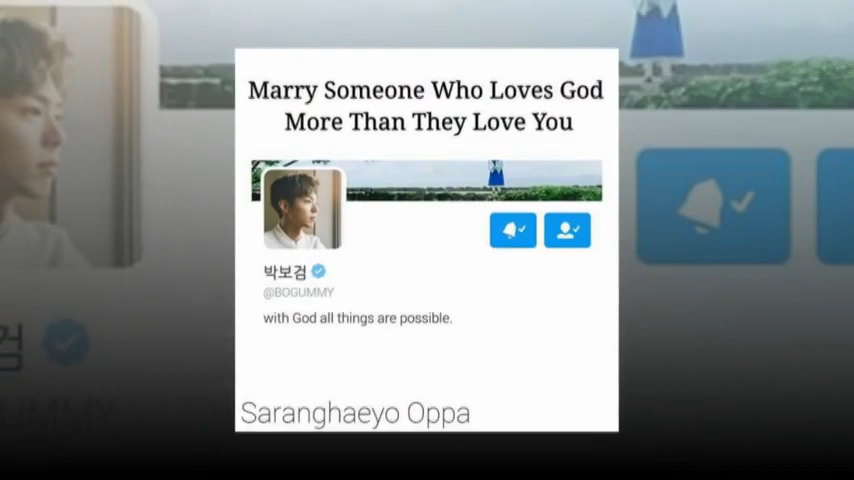 Marry Someone Who Loves God
More Than They Love You
박보검
@BOGUMMY
with God all things are possible.
Saranghaeyo Oppa